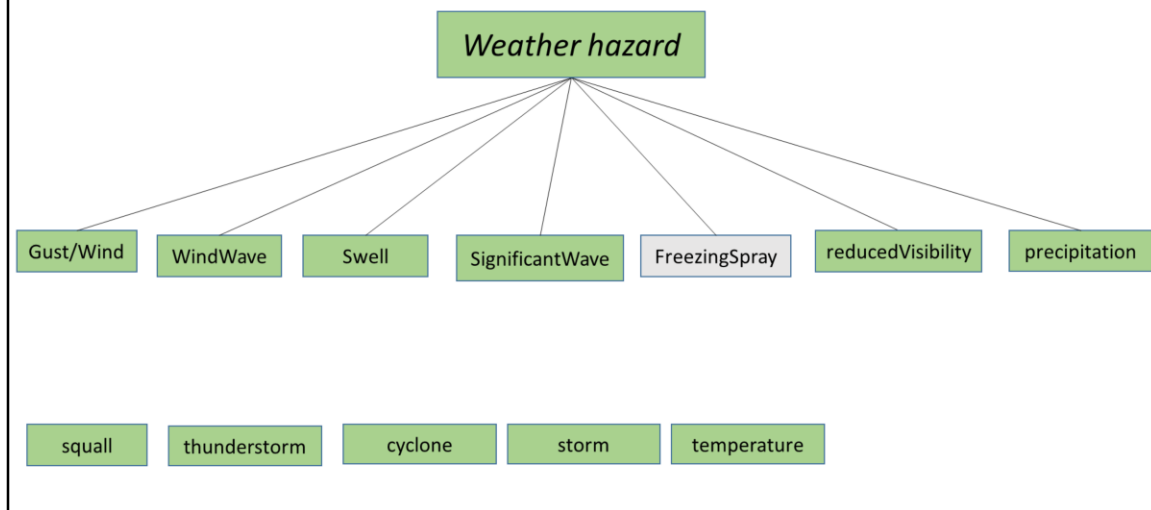 Weather hazard
Gust/Wind
WindWave
Swell
SignificantWave
FreezingSpray
reducedVisibility
precipitation
squall
thunderstorm
cyclone
storm
temperature